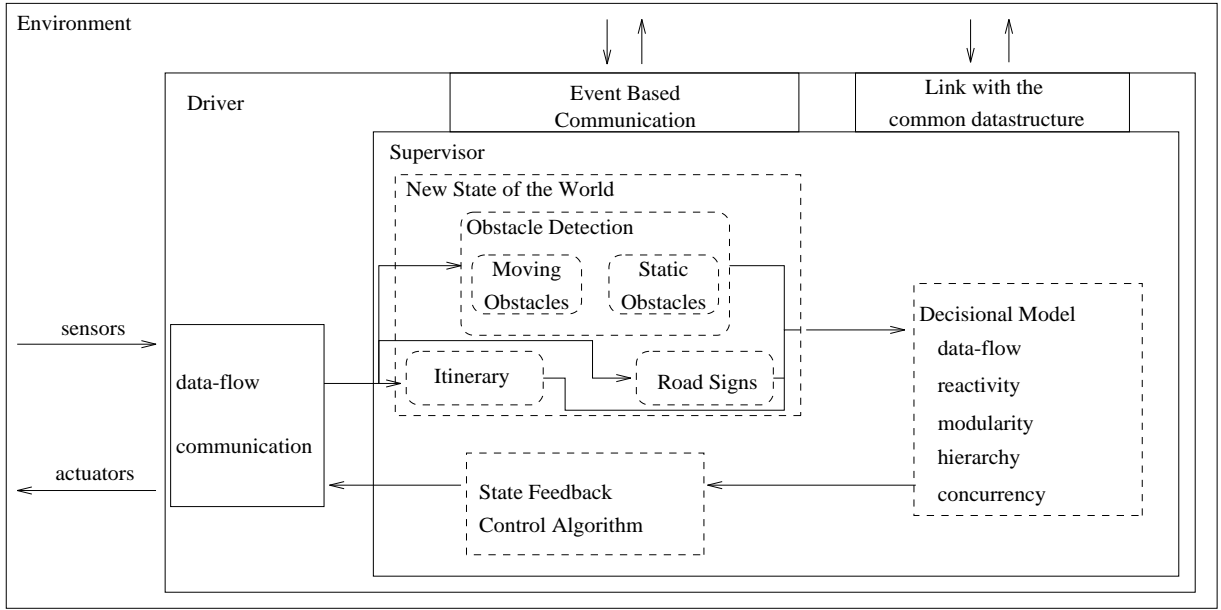 Environment
Driver
Event Based
Communication
Link with the
common datastructure
Supervisor
New State of the World
Obstacle Detection
Moving
Obstacles
Static
Obstacles
sensors
data-flow
communication
Itinerary
Road Signs
Decisional Model
data-flow
reactivity
modularity
hierarchy
concurrency
actuators
State Feedback
Control Algorithm